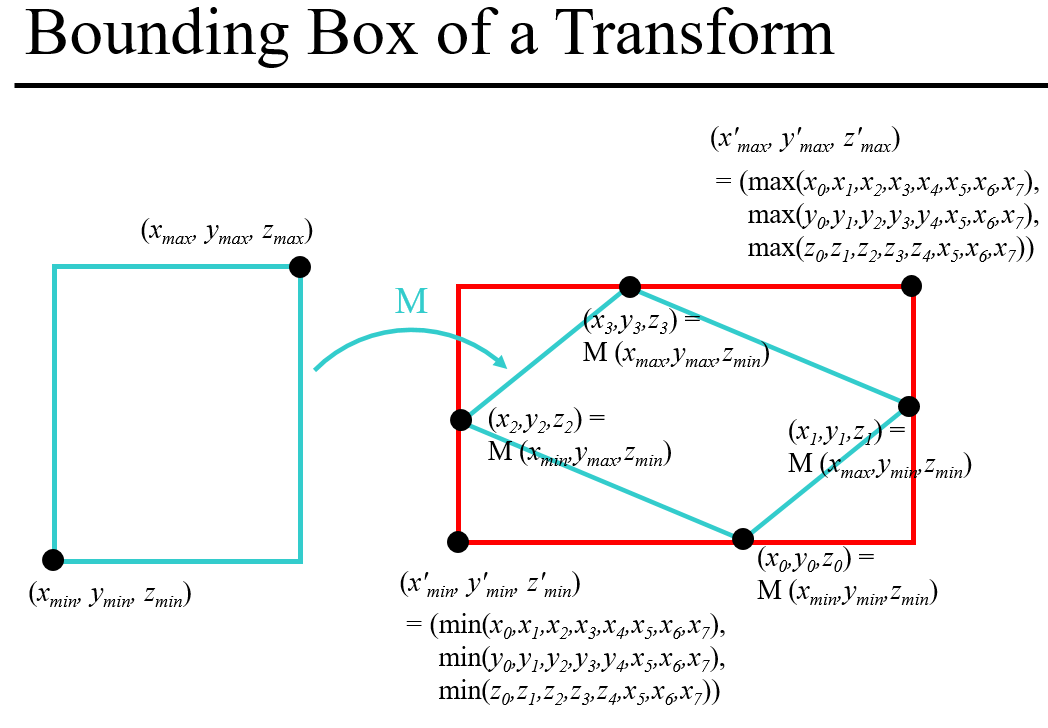 Bounding Box of a Transform
(x'max, y'max, z'max)
= (max(x0,x1,x2,x3,x4,x5,x6,x7),
max(y0,y1,y2,y3,y4,x5,x6,x7),
max(z0,z1,z2,z3,z4,x5,x6,x7))
(xmax, ymax, zmax)
M
(x3,y3,z3) =
M (xmax,ymax,zmin)
(x2,y2,z2) =
M (xmin,ymax,zmin)
(x1,y1,z1) =
M (xmax,ymin,zmin)
(x0,y0,z0) =
M (xmin,ymin,zmin)
(xmin, ymin, zmin)
(x'min, y'min, z'min)
= (min(x0,x1,x2,x3,x4,x5,x6,x7),
min(y0,y1,y2,y3,y4,x5,x6,x7),
min(z0,z1,z2,z3,z4,x5,x6,x7))